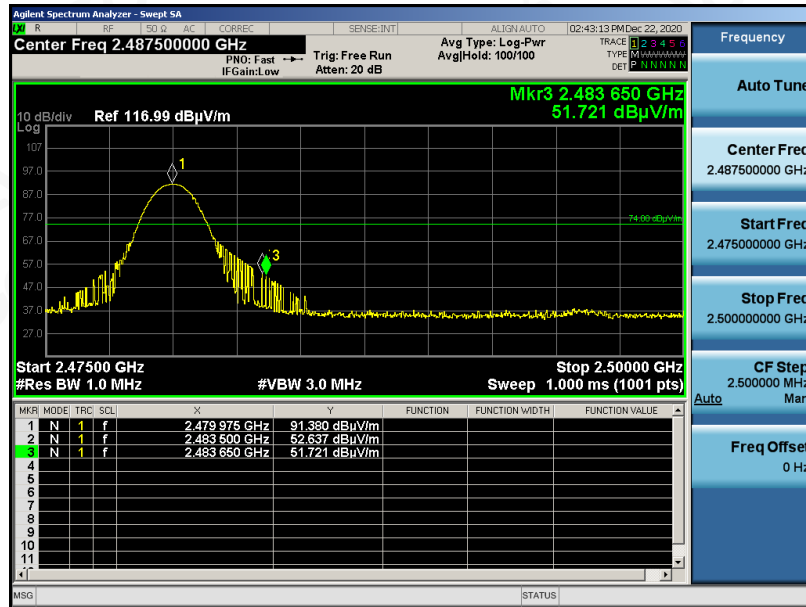 Agilent Spectrum Analyzer - Swept SA
LXI R RF 50 Ω AC CORREC SENSE:INT ALIGN AUTO 02:43:13 PM Dec 22, 2020
Center Freq 2.487500000 GHz
PNO: Fast
IFGain:Low
Trig: Free Run
Atten: 20 dB
Avg Type: Log-Pwr
Avg|Hold: 100/100
TRACE 1 2 3 4 5 6
TYPE M WWWWW
DET P N N N N N
Mkr3 2.483 650 GHz
51.721 dBµV/m
10 dB/div Ref 116.99 dBµV/m
Log
107
97.0
87.0
77.0
67.0
57.0
47.0
37.0
27.0
1
3
74.00 dBµV/m
Start 2.47500 GHz Stop 2.50000 GHz
#Res BW 1.0 MHz #VBW 3.0 MHz Sweep 1.000 ms (1001 pts)
MKR MODE TRC SCL X Y FUNCTION FUNCTION WIDTH FUNCTION VALUE
1 N 1 f 2.479 975 GHz 91.380 dBµV/m
2 N 1 f 2.483 500 GHz 52.637 dBµV/m
3 N 1 f 2.483 650 GHz 51.721 dBµV/m
4
5
6
7
8
9
10
11
MSG STATUS
Frequency
Auto Tune
Center Freq
2.487500000 GHz
Start Freq
2.475000000 GHz
Stop Freq
2.500000000 GHz
CF Step
2.500000 MHz
Auto Man
Freq Offset
0 Hz